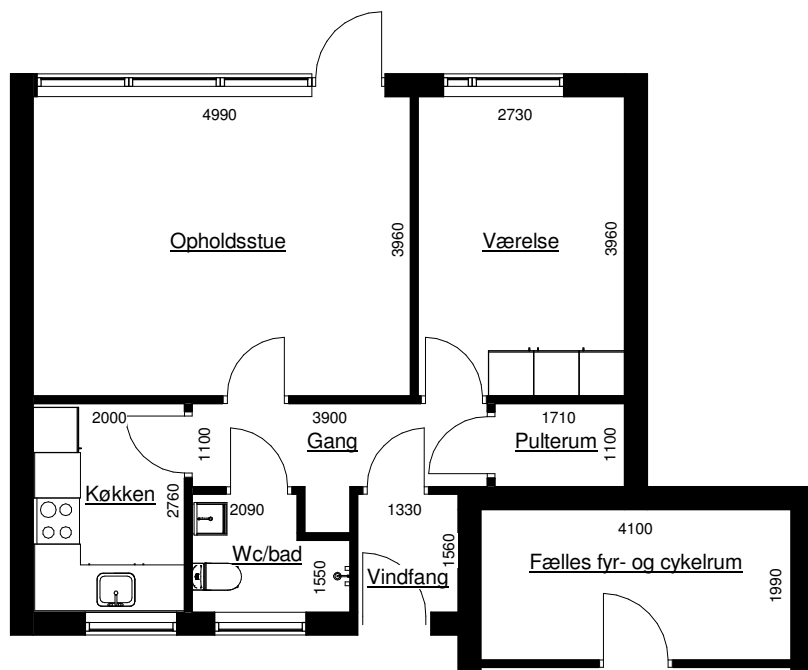 4990
2730
Opholdsstue
3960
Værelse
3960
2000
3900
1710
1100
Gang
Pulterum
1100
Køkken
2760
2090
1330
4100
Wc/bad
1550
Vindfang
1560
Fælles fyr- og cykelrum
1990